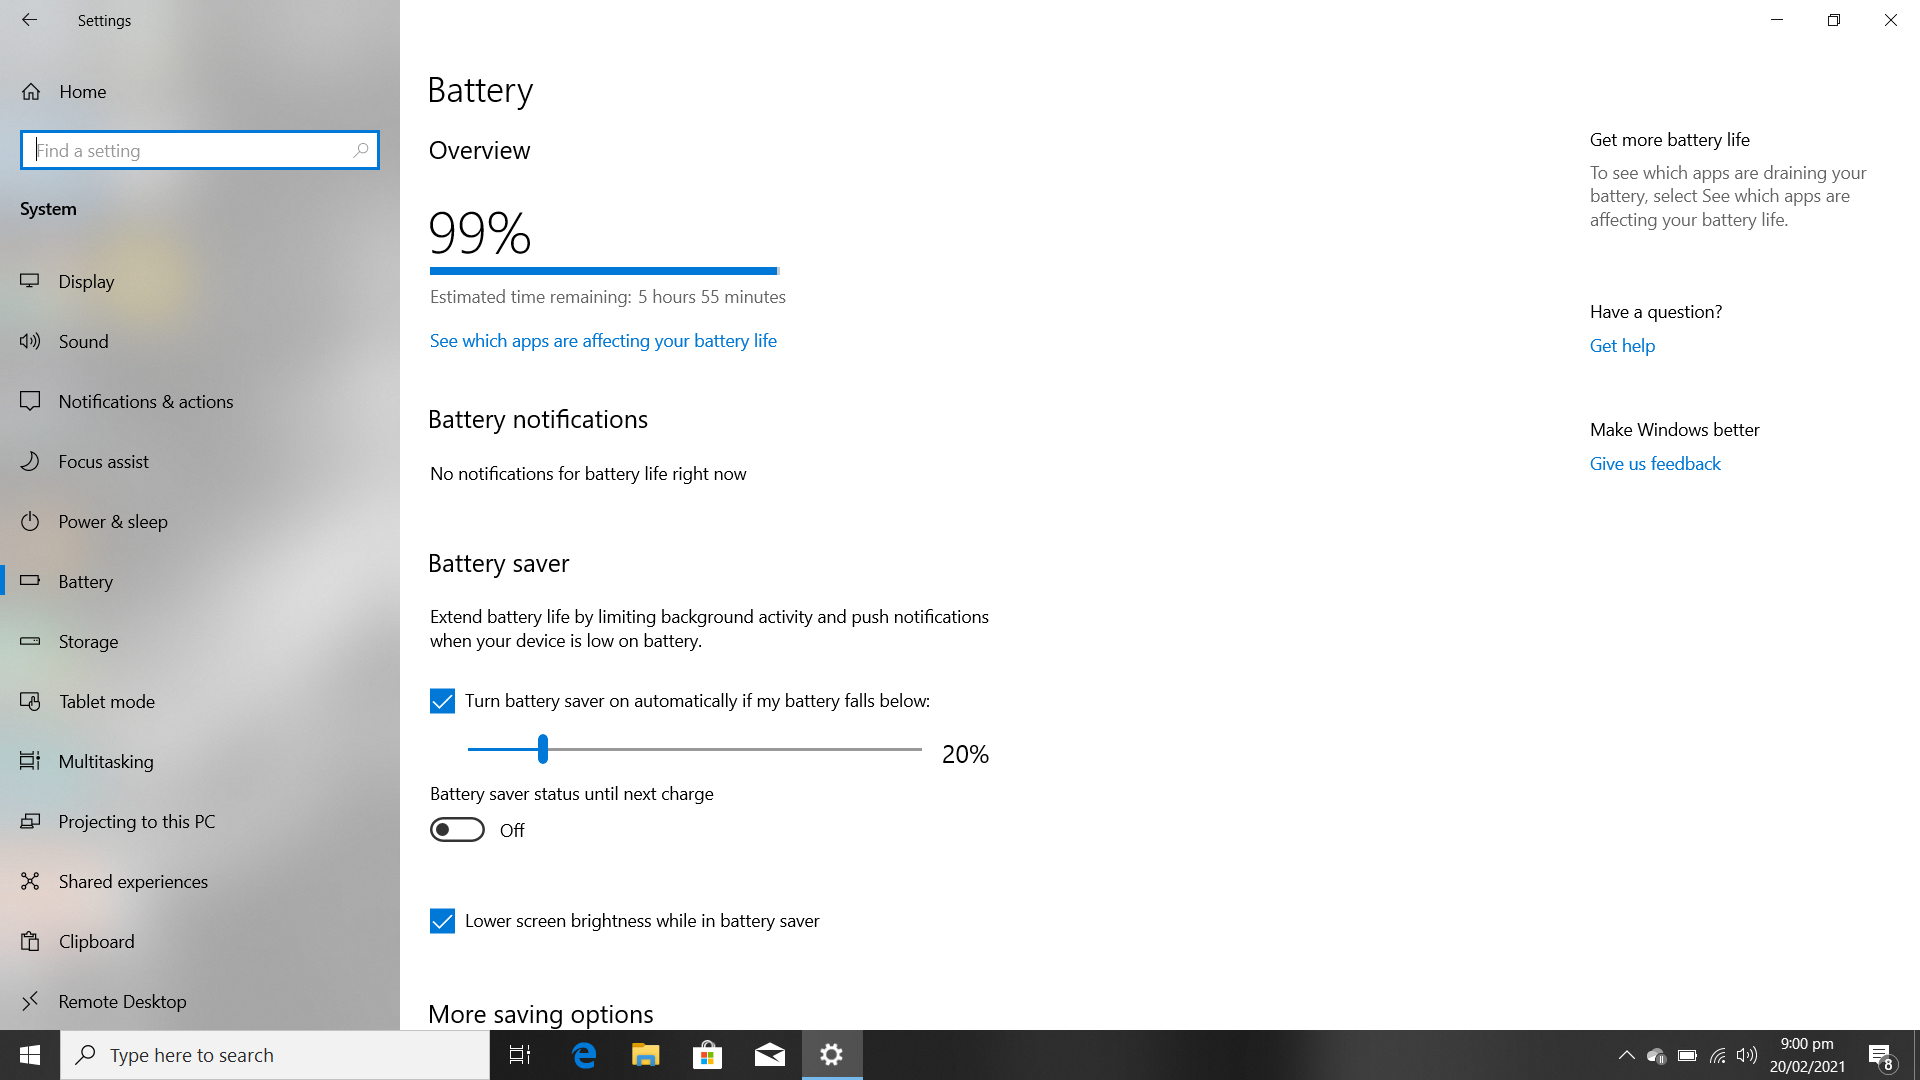 Settings
Home
Find a setting
System
Display
Sound
Notifications & actions
Focus assist
Power & sleep
Battery
Storage
Tablet mode
Multitasking
Projecting to this PC
Shared experiences
Clipboard
Remote Desktop
Battery
Overview
99%
Estimated time remaining: 5 hours 55 minutes
See which apps are affecting your battery life
Battery notifications
No notifications for battery life right now
Battery saver
Extend battery life by limiting background activity and push notifications
when your device is low on battery.
Turn battery saver on automatically if my battery falls below:
20%
Battery saver status until next charge
Off
Lower screen brightness while in battery saver
More saving options
Get more battery life
To see which apps are draining your
battery, select See which apps are
affecting your battery life.
Have a question?
Get help
Make Windows better
Give us feedback
Type here to search
9:00 pm
20/02/2021
8